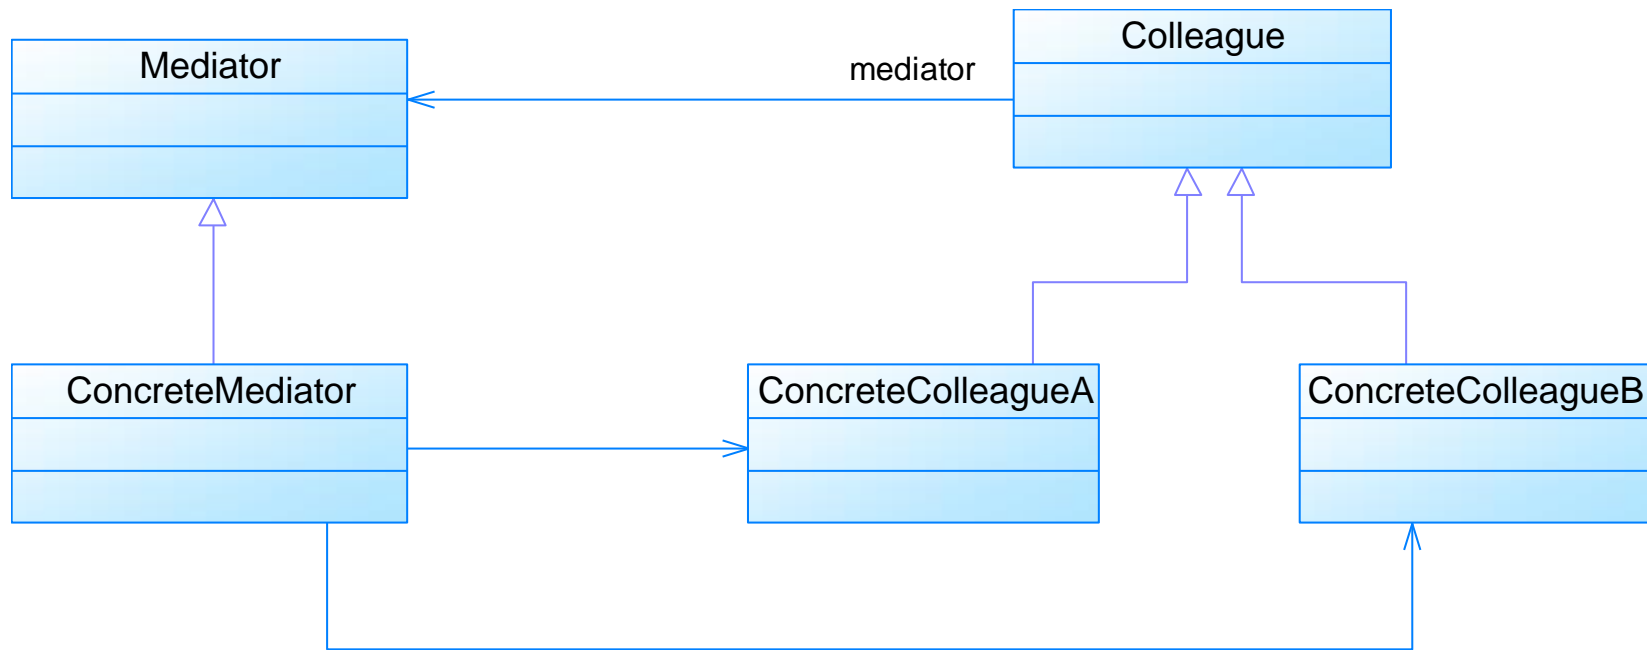 Colleague
Mediator
mediator
ConcreteMediator
ConcreteColleagueA
ConcreteColleagueB